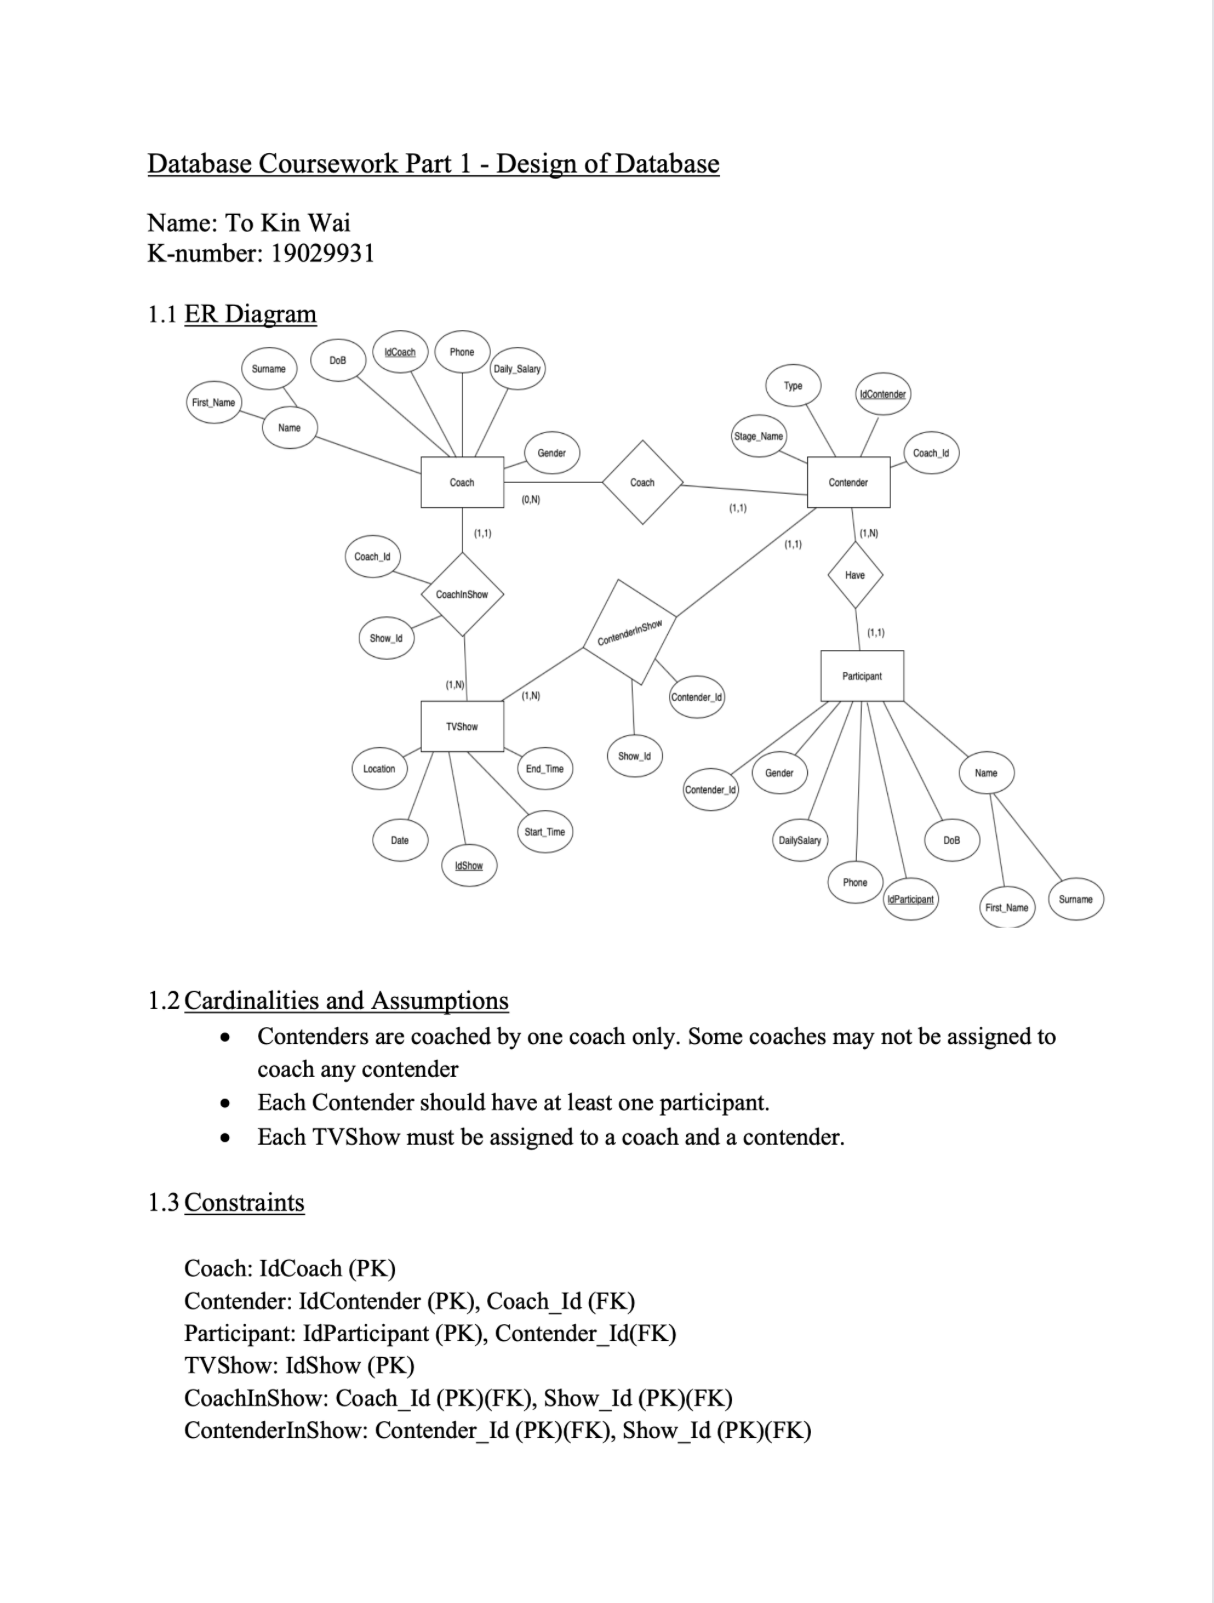 Database Coursework Part 1 - Design of Database
Name: To Kin Wai
K-number: 19029931
1.1 ER Diagram
First_Name
Surname
Name
DoB
IdCoach
Phone
Daily_Salary
Gender
Coach
(0,N)
Coach
(1,1)
Stage_Name
Type
IdContender
Coach_Id
Contender
(1,1)
Coach_Id
CoachInShow
Show_Id
(1,N)
(1,1)
ContenderInShow
(1,N)
Contender_Id
Show_Id
(1,N)
Have
(1,1)
Participant
TVShow
Location
Date
IdShow
Start_Time
End_Time
Contender_Id
Gender
DailySalary
Phone
IdParticipant
DoB
Name
First_Name
Surname
1.2 Cardinalities and Assumptions
• Contenders are coached by one coach only. Some coaches may not be assigned to
coach any contender
• Each Contender should have at least one participant.
• Each TVShow must be assigned to a coach and a contender.
1.3 Constraints
Coach: IdCoach (PK)
Contender: IdContender (PK), Coach_Id (FK)
Participant: IdParticipant (PK), Contender_Id(FK)
TVShow: IdShow (PK)
CoachInShow: Coach_Id (PK)(FK), Show_Id (PK)(FK)
ContenderInShow: Contender_Id (PK)(FK), Show_Id (PK)(FK)